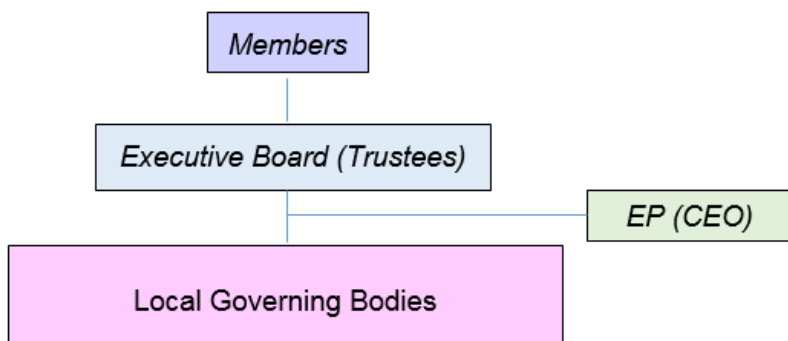 Members
Executive Board (Trustees)
EP (CEO)
Local Governing Bodies